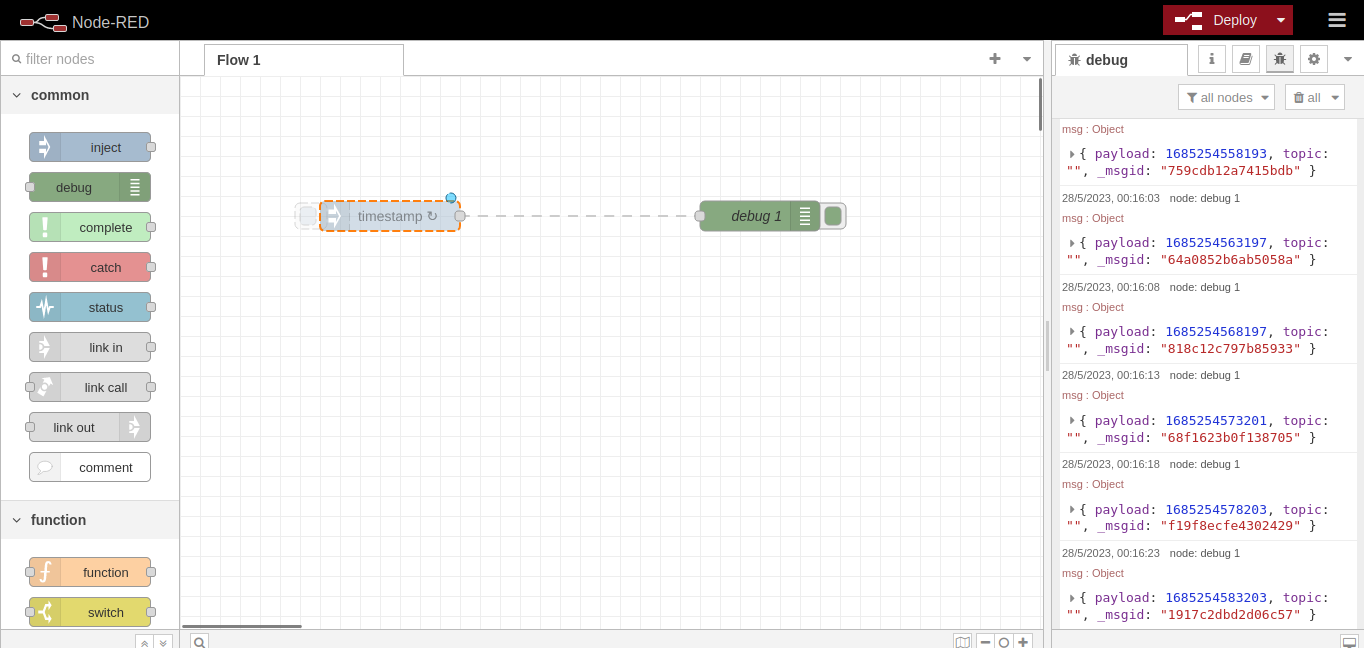 Node-RED
Deploy
filter nodes
common
inject
debug
complete
catch
status
link in
link call
link out
comment
function
function
switch
Flow 1
timestamp ↻
debug 1
debug
all nodes
all
msg : Object
{ payload: 1685254558193, topic:
"", _msgid: "759cdb12a7415bdb" }
28/5/2023, 00:16:03 node: debug 1
msg : Object
{ payload: 1685254563197, topic:
"", _msgid: "64a0852b6ab5058a" }
28/5/2023, 00:16:08 node: debug 1
msg : Object
{ payload: 1685254568197, topic:
"", _msgid: "818c12c797b85933" }
28/5/2023, 00:16:13 node: debug 1
msg : Object
{ payload: 1685254573201, topic:
"", _msgid: "68f1623b0f138705" }
28/5/2023, 00:16:18 node: debug 1
msg : Object
{ payload: 1685254578203, topic:
"", _msgid: "f19f8ecfe4302429" }
28/5/2023, 00:16:23 node: debug 1
msg : Object
{ payload: 1685254583203, topic:
"", _msgid: "1917c2dbd2d06c57" }